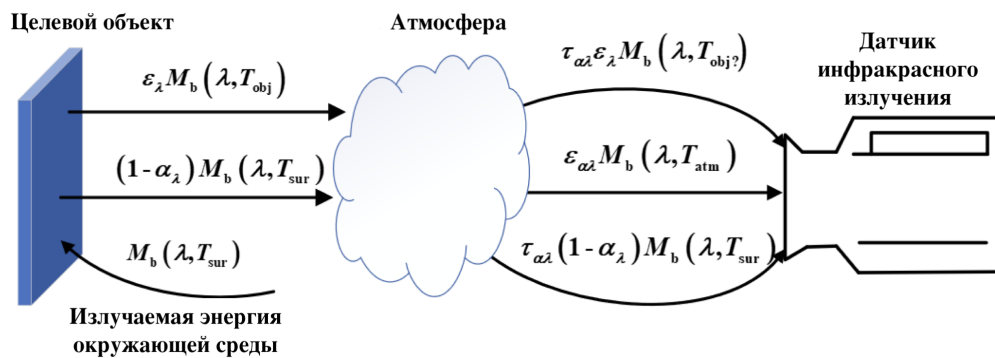 Целевой объект
Атмосфера
Датчик
инфракрасного
излучения
ε_λ M_b(λ,T_obj)
(1-α_λ)M_b(λ,T_sur)
M_b(λ,T_sur)
Излучаемая энергия
окружающей среды
τ_αλ ε_λ M_b(λ,T_obj?)
ε_αλ M_b(λ,T_atm)
τ_αλ(1-α_λ)M_b(λ,T_sur)